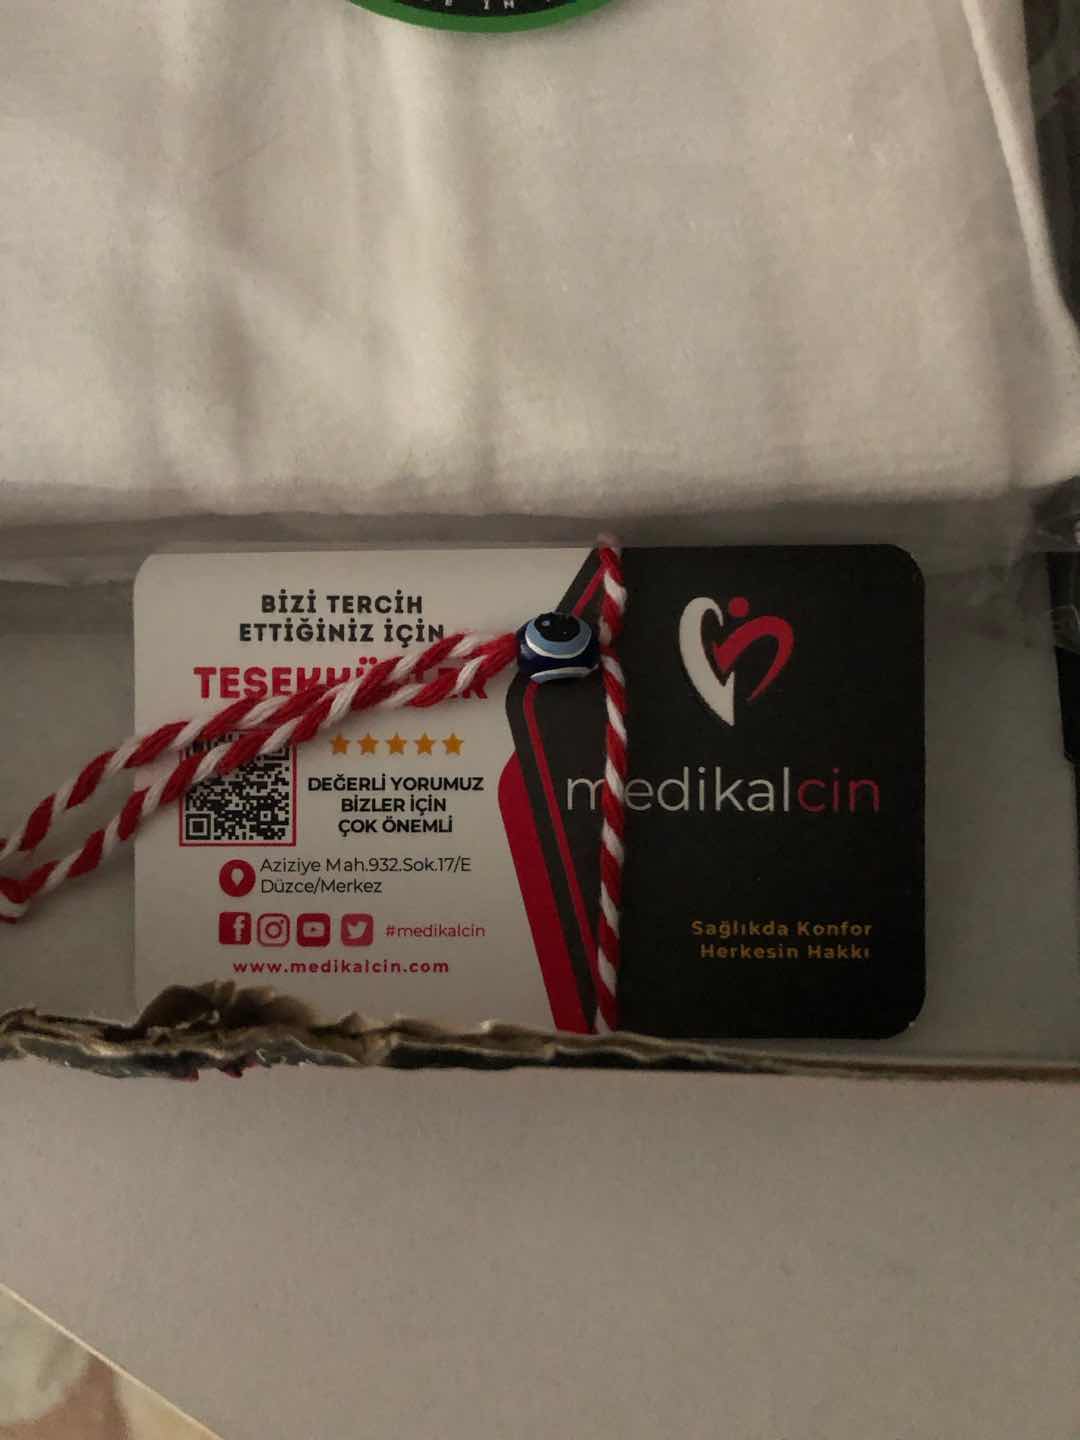 BİZİ TERCİH
ETTİĞİNİZ İÇİN
DEĞERLİ YORUMUZ
BİZLER İÇİN
ÇOK ÖNEMLİ
Aziziye Mah.932.Sok.17/E
Düzce/Merkez
#medikalcin
www.medikalcin.com
medikalcin
Sağlıkda Konfor
Herkesin Hakkı